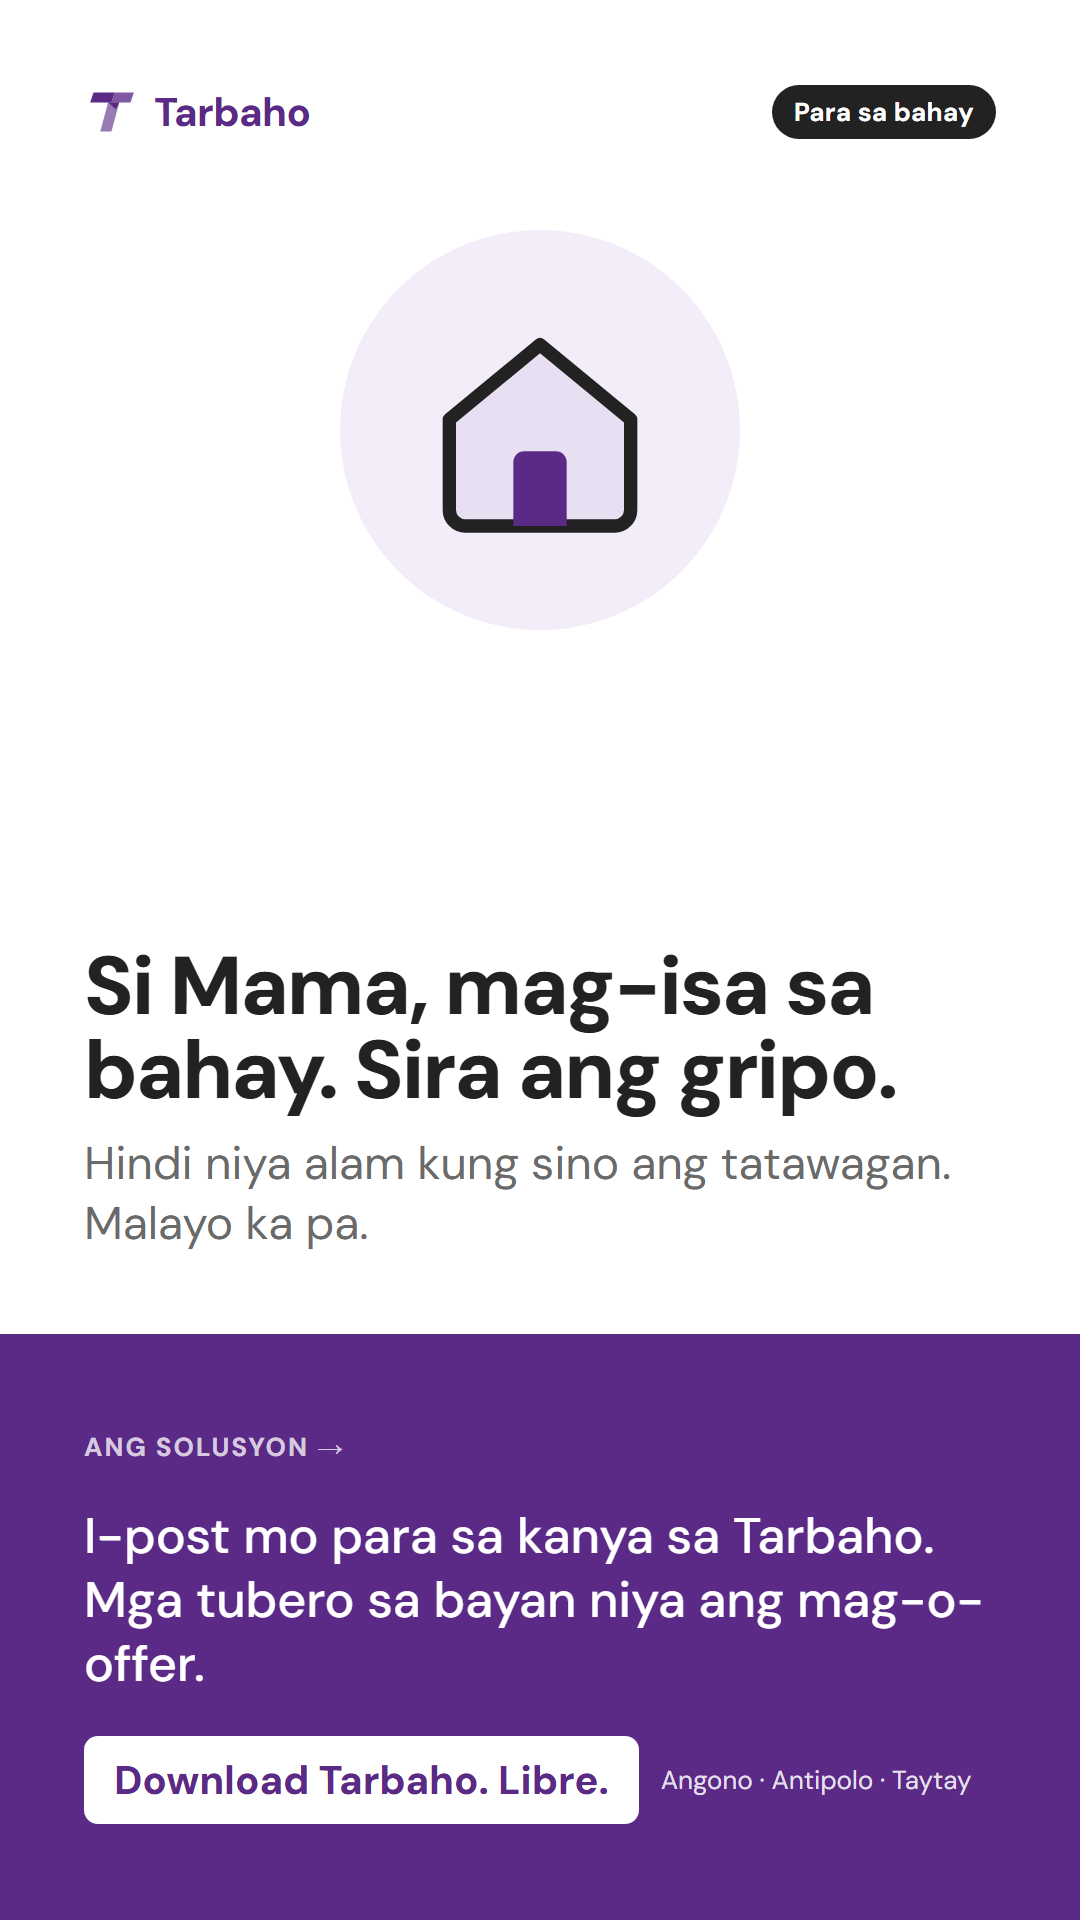 Tarbaho
Para sa bahay
Si Mama, mag-isa sa
bahay. Sira ang gripo.
Hindi niya alam kung sino ang tatawagan.
Malayo ka pa.
ANG SOLUSYON →
I-post mo para sa kanya sa Tarbaho.
Mga tubero sa bayan niya ang mag-o-
offer.
Download Tarbaho. Libre.
Angono · Antipolo · Taytay